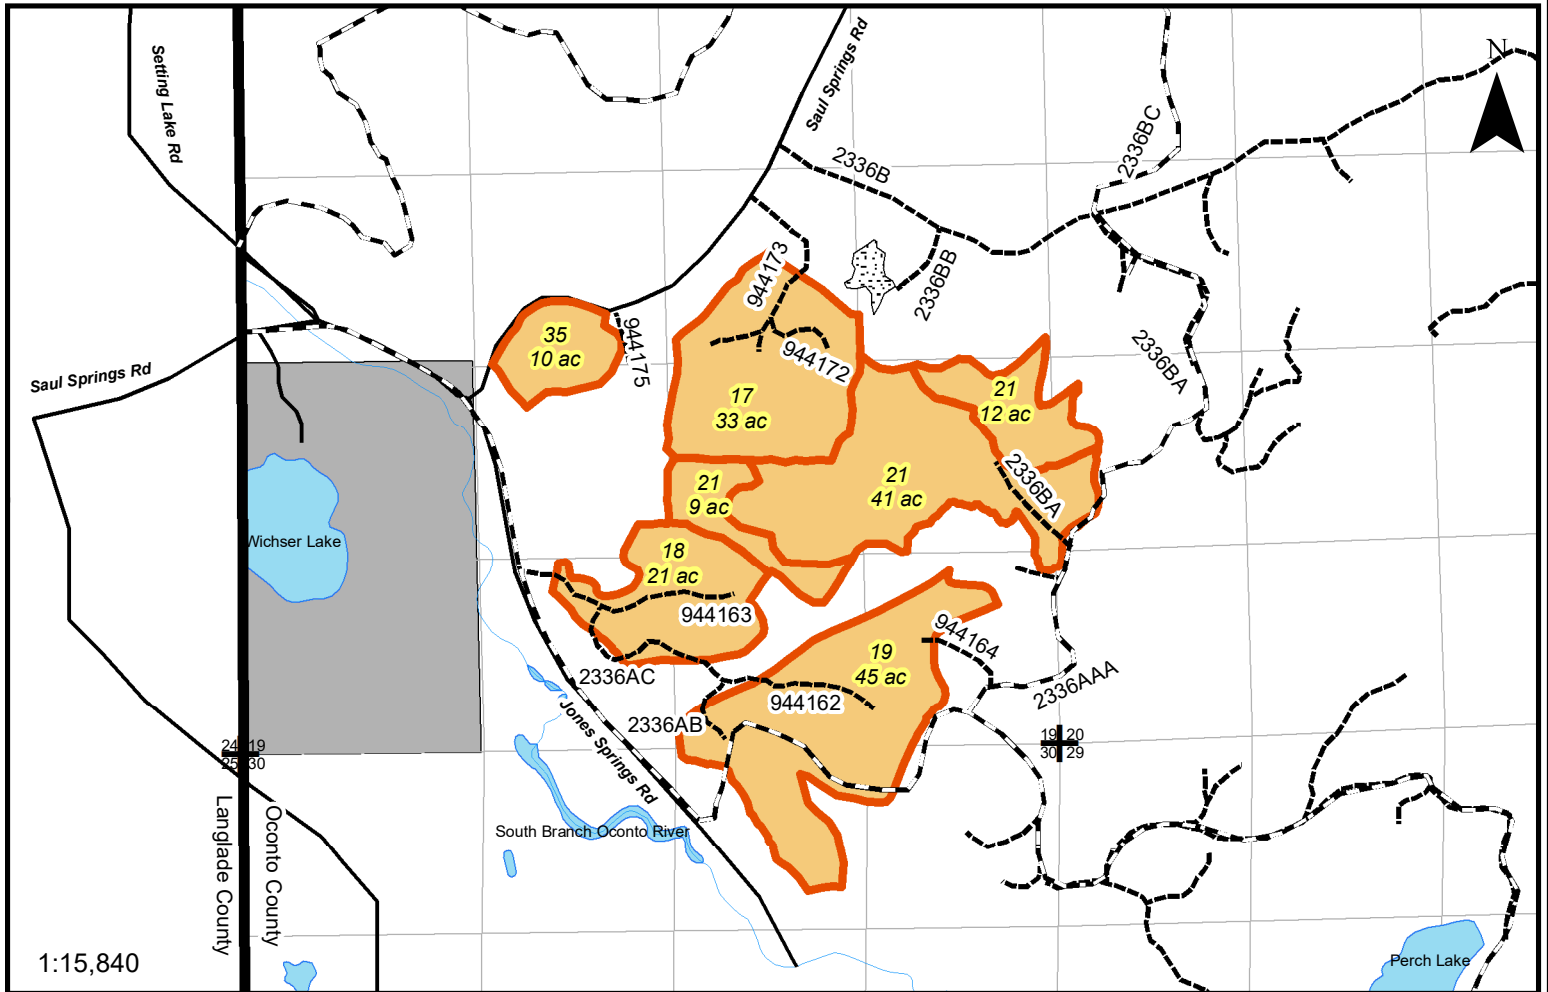 N
Setting Lake Rd
Saul Springs Rd
2336B
2336BC
944173
2336BB
35
10 ac
944175
944172
2336BA
Saul Springs Rd
17
33 ac
21
12 ac
21
9 ac
21
41 ac
2336BA
Wichser Lake
18
21 ac
944163
944164
19
45 ac
2336AC
944162
2336AAA
2336AB
Jones Springs Rd
24 19
25 30
19 20
30 29
Langlade County
Oconto County
South Branch Oconto River
Perch Lake
1:15,840